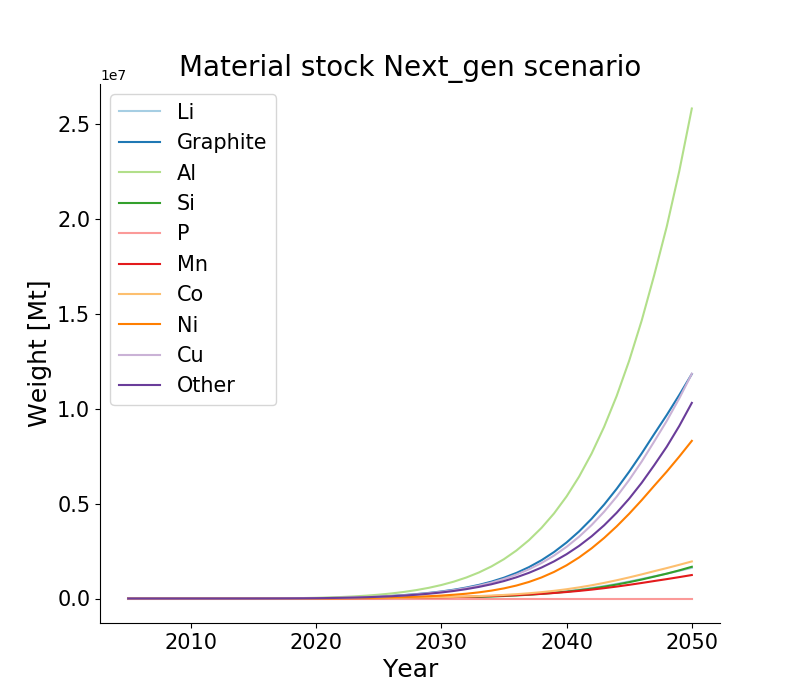 Material stock Next_gen scenario
1e7
Li
Graphite
Al
Si
P
Mn
Co
Ni
Cu
Other
Weight [Mt]
2.5
2.0
1.5
1.0
0.5
0.0
2010 2020 2030 2040 2050
Year